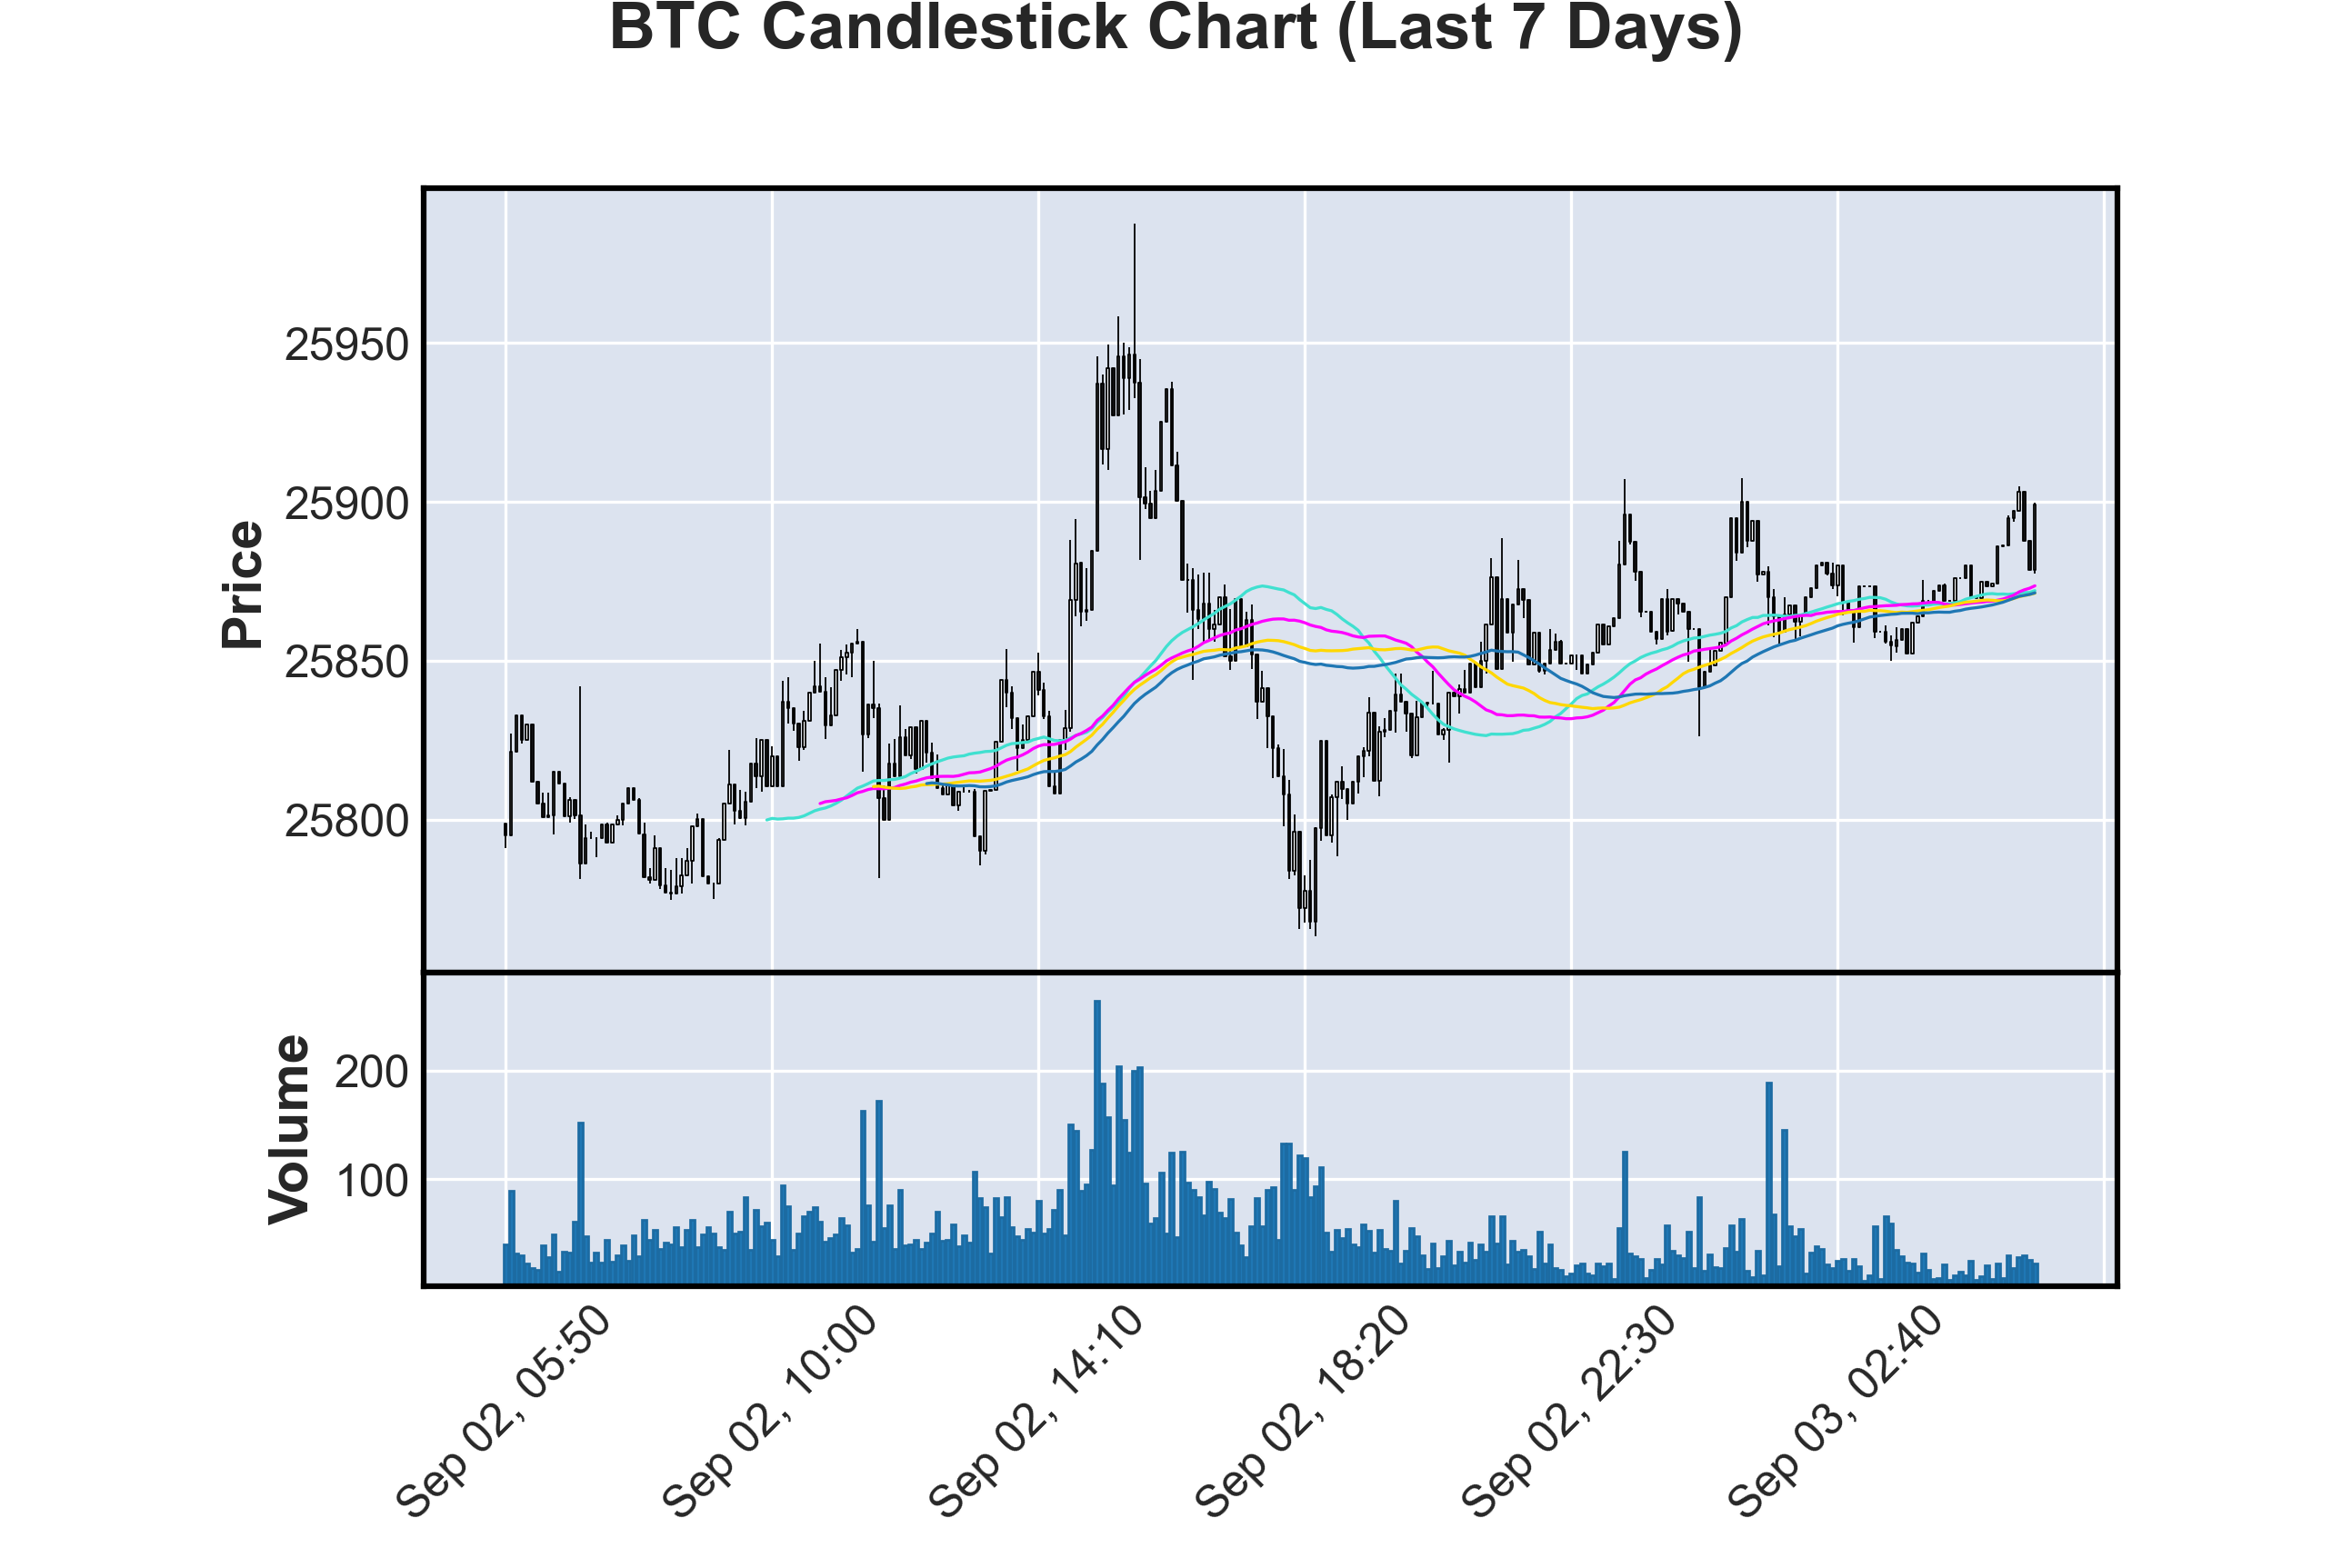 BTC Candlestick Chart (Last 7 Days)
Price
25950
25900
25850
25800
Volume
200
100
Sep 02, 05:50
Sep 02, 10:00
Sep 02, 14:10
Sep 02, 18:20
Sep 02, 22:30
Sep 03, 02:40